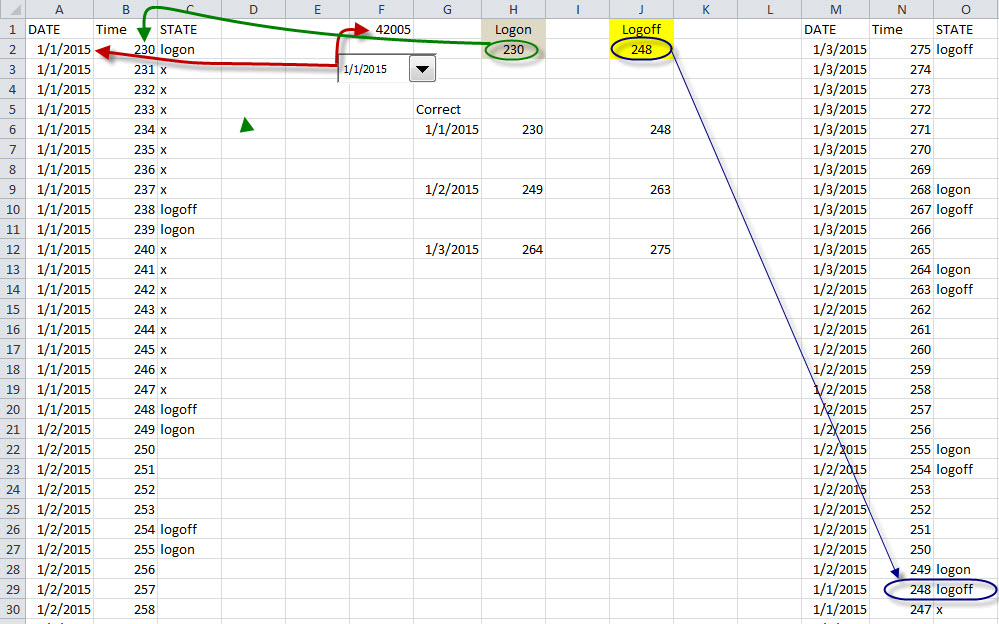 A B C D E F G H I J K L M N O
1 DATE Time STATE 42005 Logon Logoff DATE Time STATE
2 1/1/2015 230 logon 230 248 1/3/2015 275 logoff
3 1/1/2015 231 x 1/1/2015 1/3/2015 274
4 1/1/2015 232 x 1/3/2015 273
5 1/1/2015 233 x Correct 1/3/2015 272
6 1/1/2015 234 x 1/1/2015 230 248 1/3/2015 271
7 1/1/2015 235 x 1/3/2015 270
8 1/1/2015 236 x 1/3/2015 269
9 1/1/2015 237 x 1/2/2015 249 263 1/3/2015 268 logon
10 1/1/2015 238 logoff 1/3/2015 267 logoff
11 1/1/2015 239 logon 1/3/2015 266
12 1/1/2015 240 x 1/3/2015 264 275 1/3/2015 265
13 1/1/2015 241 x 1/3/2015 264 logon
14 1/1/2015 242 x 1/2/2015 263 logoff
15 1/1/2015 243 x 1/2/2015 262
16 1/1/2015 244 x 1/2/2015 261
17 1/1/2015 245 x 1/2/2015 260
18 1/1/2015 246 x 1/2/2015 259
19 1/1/2015 247 x 1/2/2015 258
20 1/1/2015 248 logoff 1/2/2015 257
21 1/2/2015 249 logon 1/2/2015 256
22 1/2/2015 250 1/2/2015 255 logon
23 1/2/2015 251 1/2/2015 254 logoff
24 1/2/2015 252 1/2/2015 253
25 1/2/2015 253 1/2/2015 252
26 1/2/2015 254 logoff 1/2/2015 251
27 1/2/2015 255 logon 1/2/2015 250
28 1/2/2015 256 1/2/2015 249 logon
29 1/2/2015 257 1/1/2015 248 logoff
30 1/2/2015 258 1/1/2015 247 x